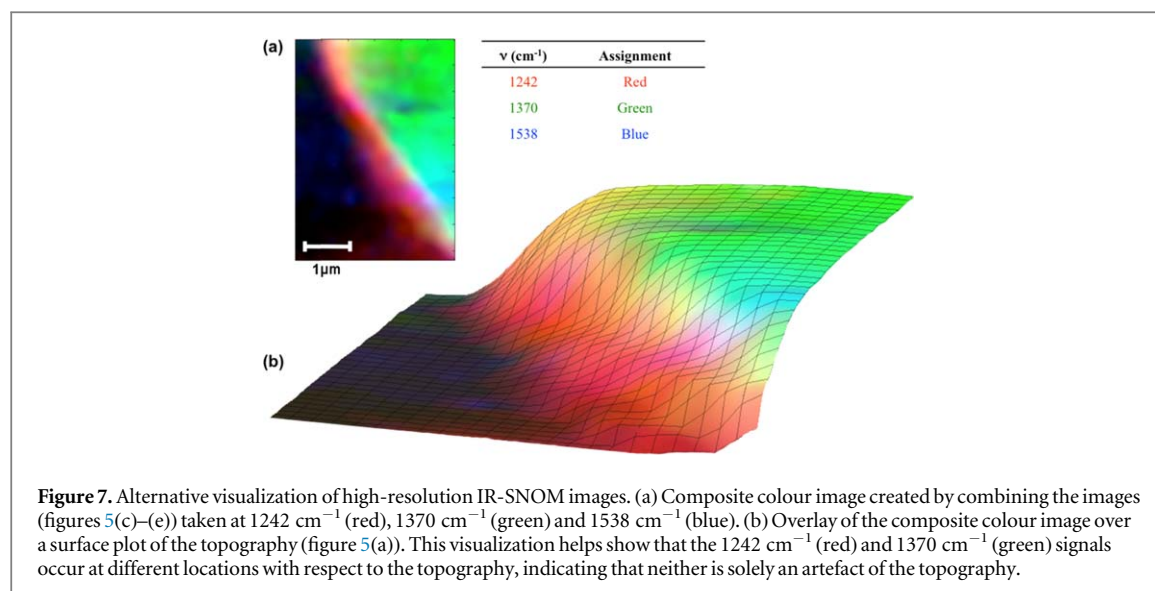 (a)
ν (cm⁻¹) Assignment
1242 Red
1370 Green
1538 Blue
1µm
(b)
Figure 7. Alternative visualization of high-resolution IR-SNOM images. (a) Composite colour image created by combining the images
(figures 5(c)–(e)) taken at 1242 cm⁻¹ (red), 1370 cm⁻¹ (green) and 1538 cm⁻¹ (blue). (b) Overlay of the composite colour image over
a surface plot of the topography (figure 5(a)). This visualization helps show that the 1242 cm⁻¹ (red) and 1370 cm⁻¹ (green) signals
occur at different locations with respect to the topography, indicating that neither is solely an artefact of the topography.